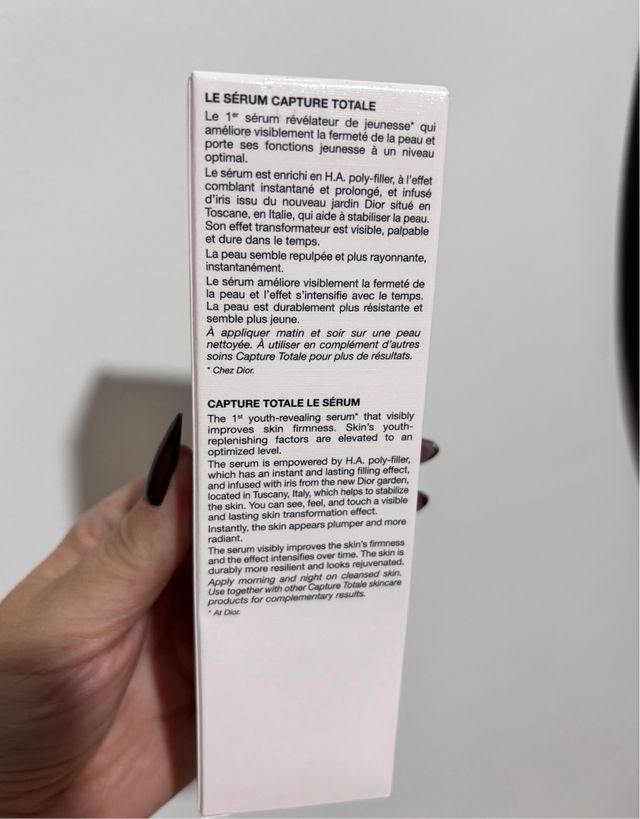 LE SÉRUM CAPTURE TOTALE
Le 1er sérum révélateur de jeunesse* qui
améliore visiblement la fermeté de la peau et
porte ses fonctions jeunesse à un niveau
optimal.
Le sérum est enrichi en H.A. poly-filler, à l'effet
comblant instantané et prolongé, et infusé
d'iris issu du nouveau jardin Dior situé en
Toscane, en Italie, qui aide à stabiliser la peau.
Son effet transformateur est visible, palpable
et dure dans le temps.
La peau semble repulpée et plus rayonnante,
instantanément.
Le sérum améliore visiblement la fermeté de
la peau et l'effet s'intensifie avec le temps.
La peau est durablement plus résistante et
semble plus jeune.
À appliquer matin et soir sur une peau
nettoyée. À utiliser en complément d'autres
soins Capture Totale pour plus de résultats.
* Chez Dior.
CAPTURE TOTALE LE SÉRUM
The 1st youth-revealing serum* that visibly
improves skin firmness. Skin's youth-
replenishing factors are elevated to an
optimized level.
The serum is empowered by H.A. poly-filler,
which has an instant and lasting filling effect,
and infused with iris from the new Dior garden,
located in Tuscany, Italy, which helps to stabilize
the skin. You can see, feel, and touch a visible
and lasting skin transformation effect.
Instantly, the skin appears plumper and more
radiant.
The serum visibly improves the skin's firmness
and the effect intensifies over time. The skin is
durably more resilient and looks rejuvenated.
Apply morning and night on cleansed skin.
Use together with other Capture Totale skincare
products for complementary results.
* At Dior.